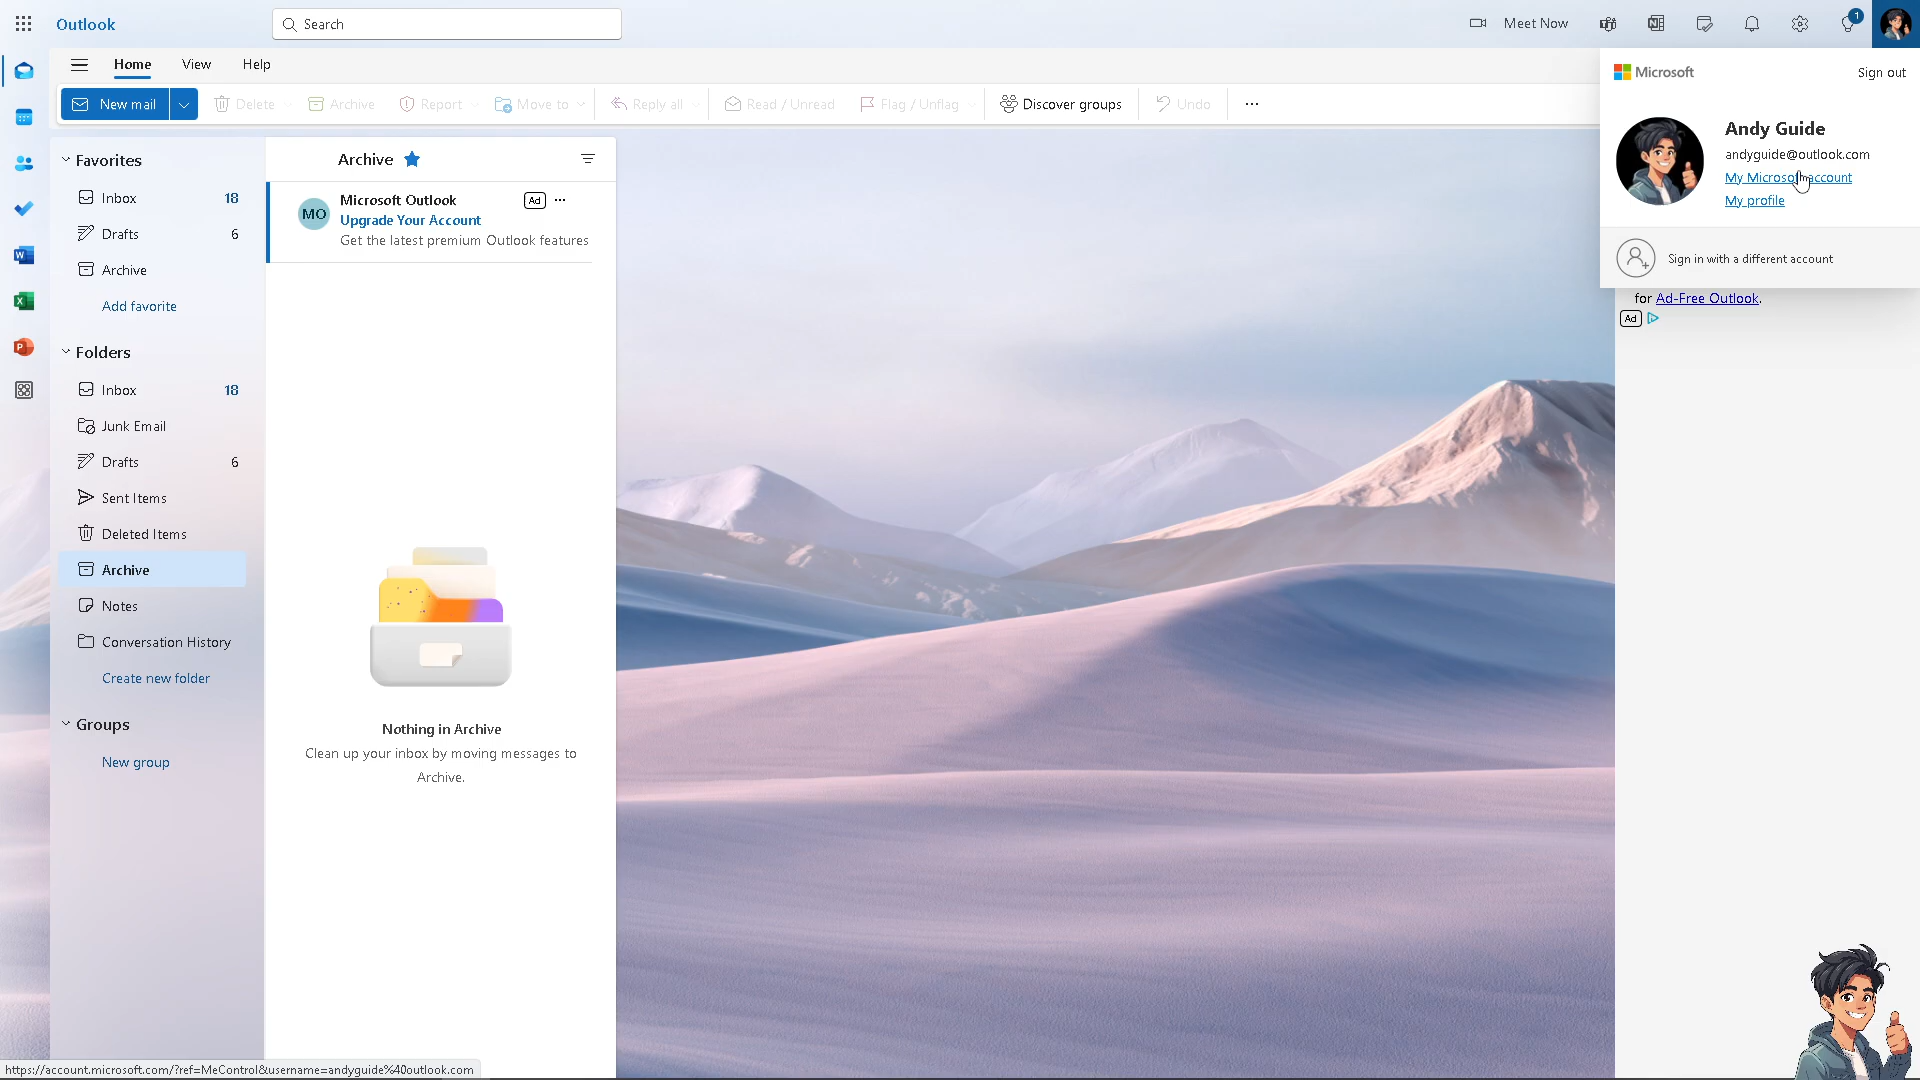 Outlook
Search
Meet Now
1
Home
View
Help
New mail
Delete
Archive
Report
Move to
Reply all
Read / Unread
Flag / Unflag
Discover groups
Undo
Microsoft
Sign out
Andy Guide
andyguide@outlook.com
My Microsoft account
My profile
Sign in with a different account
for Ad-Free Outlook.
Ad
Favorites
Inbox 18
Drafts 6
Archive
Add favorite
Folders
Inbox 18
Junk Email
Drafts 6
Sent Items
Deleted Items
Archive
Notes
Conversation History
Create new folder
Groups
New group
Archive
MO
Microsoft Outlook
Ad
Upgrade Your Account
Get the latest premium Outlook features
Nothing in Archive
Clean up your inbox by moving messages to
Archive.
https://account.microsoft.com/?ref=MeControl&username=andyguide%40outlook.com